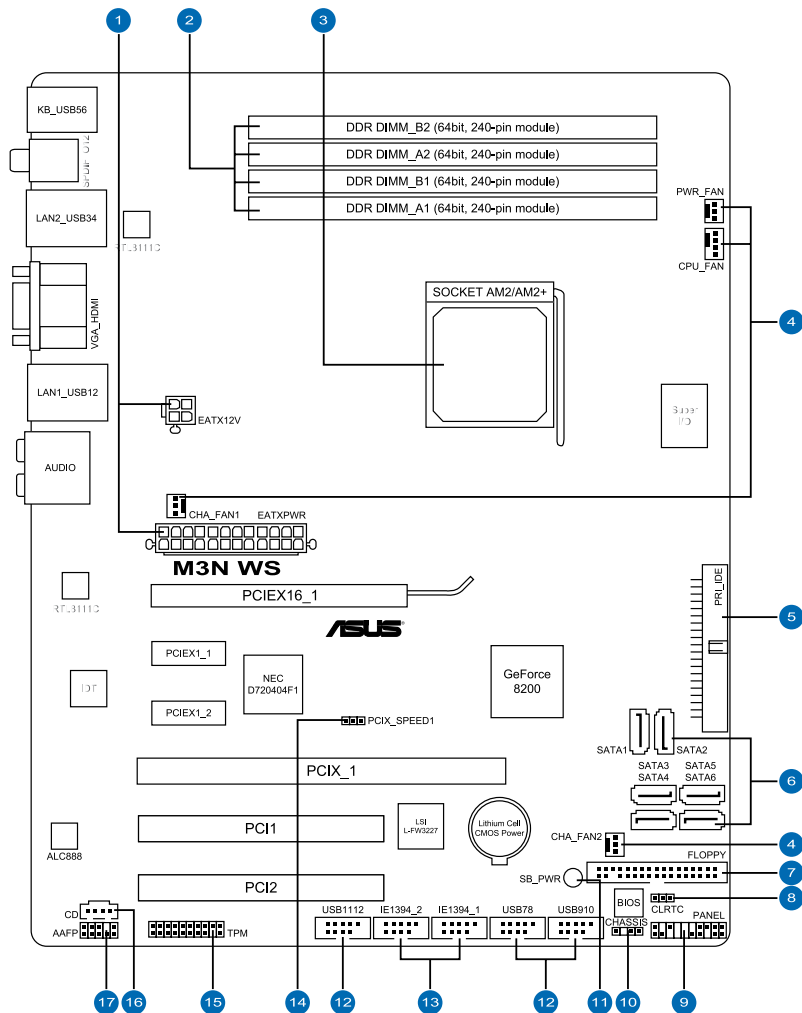 1 2 3
KB_USB56
DDR DIMM_B2 (64bit, 240-pin module)
DDR DIMM_A2 (64bit, 240-pin module)
DDR DIMM_B1 (64bit, 240-pin module)
DDR DIMM_A1 (64bit, 240-pin module)
PWR_FAN
LAN2_USB34
CPU_FAN
SOCKET AM2/AM2+
4
VGA_HDMI
LAN1_USB12
EATX12V
Super
I/O
AUDIO
CHA_FAN1 EATXPWR
M3N WS
PCIEX16_1
PRI_IDE
5
ASUS
PCIEX1_1
NEC
D720404F1
GeForce
8200
PCIEX1_2
14 PCIX_SPEED1
SATA1 SATA2
SATA3 SATA5
SATA4 SATA6
6
PCIX_1
PCI1
LSI
L-FW3227
Lithium Cell
CMOS Power
CHA_FAN2
4
ALC888
FLOPPY
7
PCI2
SB_PWR
BIOS
CLRTC
8
CD
USB1112 IE1394_2 IE1394_1 USB78 USB910
CHASSIS
PANEL
AAFP
TPM
17 16 15 14 12 13 12 11 10 9